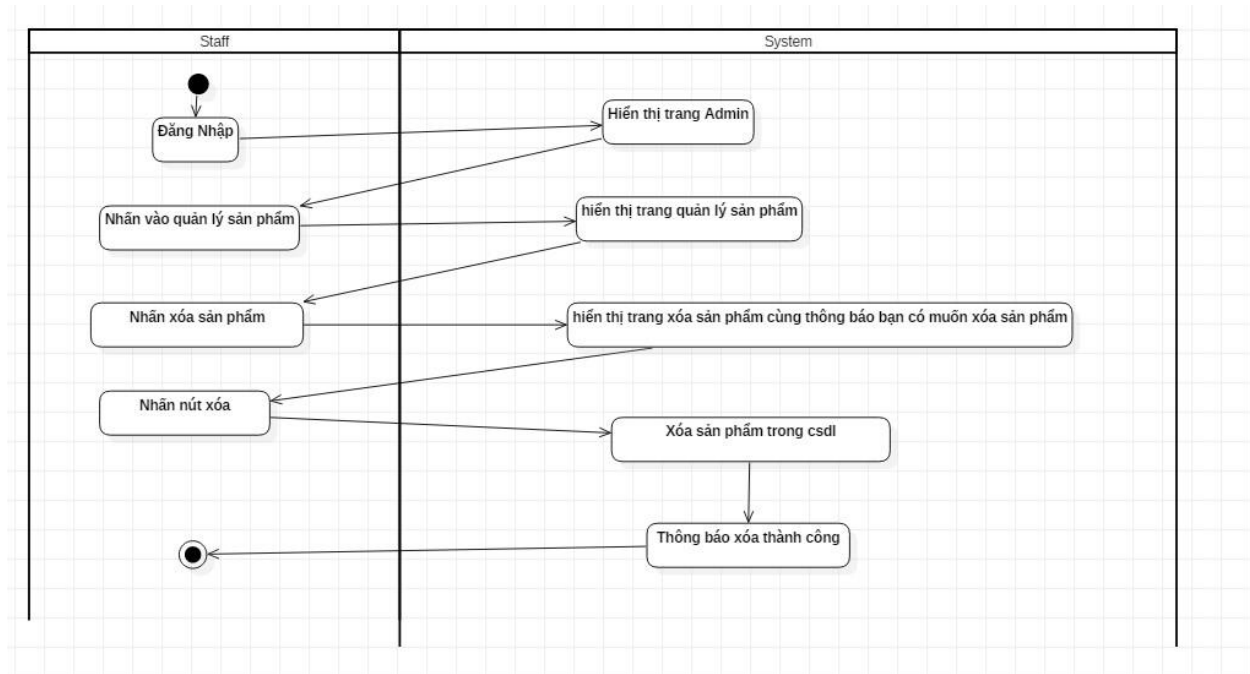 Staff
System
Đăng Nhập
Hiển thị trang Admin
Nhấn vào quản lý sản phẩm
hiển thị trang quản lý sản phẩm
Nhấn xóa sản phẩm
hiển thị trang xóa sản phẩm cùng thông báo bạn có muốn xóa sản phẩm
Nhấn nút xóa
Xóa sản phẩm trong csdl
Thông báo xóa thành công